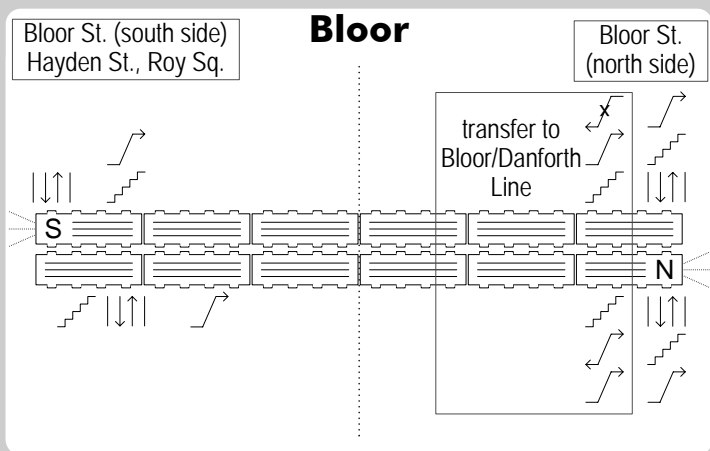 Bloor St. (south side)
Hayden St., Roy Sq.
Bloor
Bloor St.
(north side)
x
transfer to
Bloor/Danforth
Line
S
N